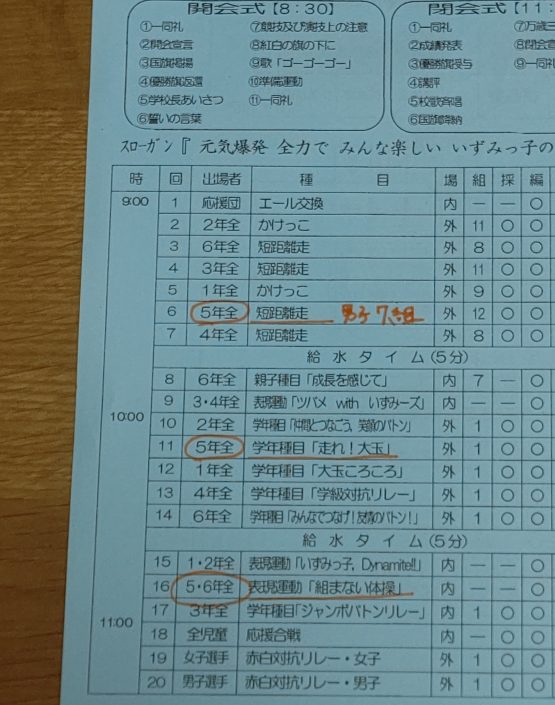 開会式【8:30】
①一同礼 ⑦競技及び演技上の注意
②開会宣言 ⑧紅白の旗の下に
③国旗掲揚 ⑨歌「ゴーゴーゴー」
④優勝旗返還 ⑩準備運動
⑤学校長あいさつ ⑪一同礼
⑥誓いの言葉
閉会式【11:
①一同礼 ⑦万歳三
②成績発表 ⑧閉会宣
③優勝旗授与 ⑨一同礼
④講評
⑤校歌斉唱
⑥国旗降納
スローガン『 元気爆発 全力で みんな楽しい いずみっ子の
時 回 出場者 種目 場 組 採 編
9:00 1 応援団 エール交換 内 ― ― ○
2 2年全 かけっこ 外 11 ○ ○
3 6年全 短距離走 外 8 ○ ○
4 3年全 短距離走 外 11 ○ ○
5 1年全 かけっこ 外 9 ○ ○
6 5年全 短距離走 男子 7組 外 12 ○ ○
7 4年全 短距離走 外 8 ○ ○
給水タイム(5分)
8 6年全 親子種目「成長を感じて」 内 7 ― ○
9 3・4年全 表現運動「ツバメ with いずみーズ」 内 ― ― ○
10:00 10 2年全 学年種目「仲間とつなごう,笑顔のバトン」 外 1 ○ ○
11 5年全 学年種目「走れ!大玉」 外 1 ○ ○
12 1年全 学年種目「大玉ころころ」 外 1 ○ ○
13 4年全 学年種目「学級対抗リレー」 外 1 ○ ○
14 6年全 学年種目「みんなでつなげ!友情のバトン!」 外 1 ○ ○
給水タイム(5分)
15 1・2年全 表現運動「いずみっ子, Dynamite!!」 内 ― ― ○
16 5・6年全 表現運動「組まない体操」 内 ― ― ○
17 3年全 学年種目「ジャンボバトンリレー」 内 1 ○ ○
11:00 18 全児童 応援合戦 内 ― ○ ○
19 女子選手 赤白対抗リレー・女子 外 1 ○ ○
20 男子選手 赤白対抗リレー・男子 外 1 ○ ○